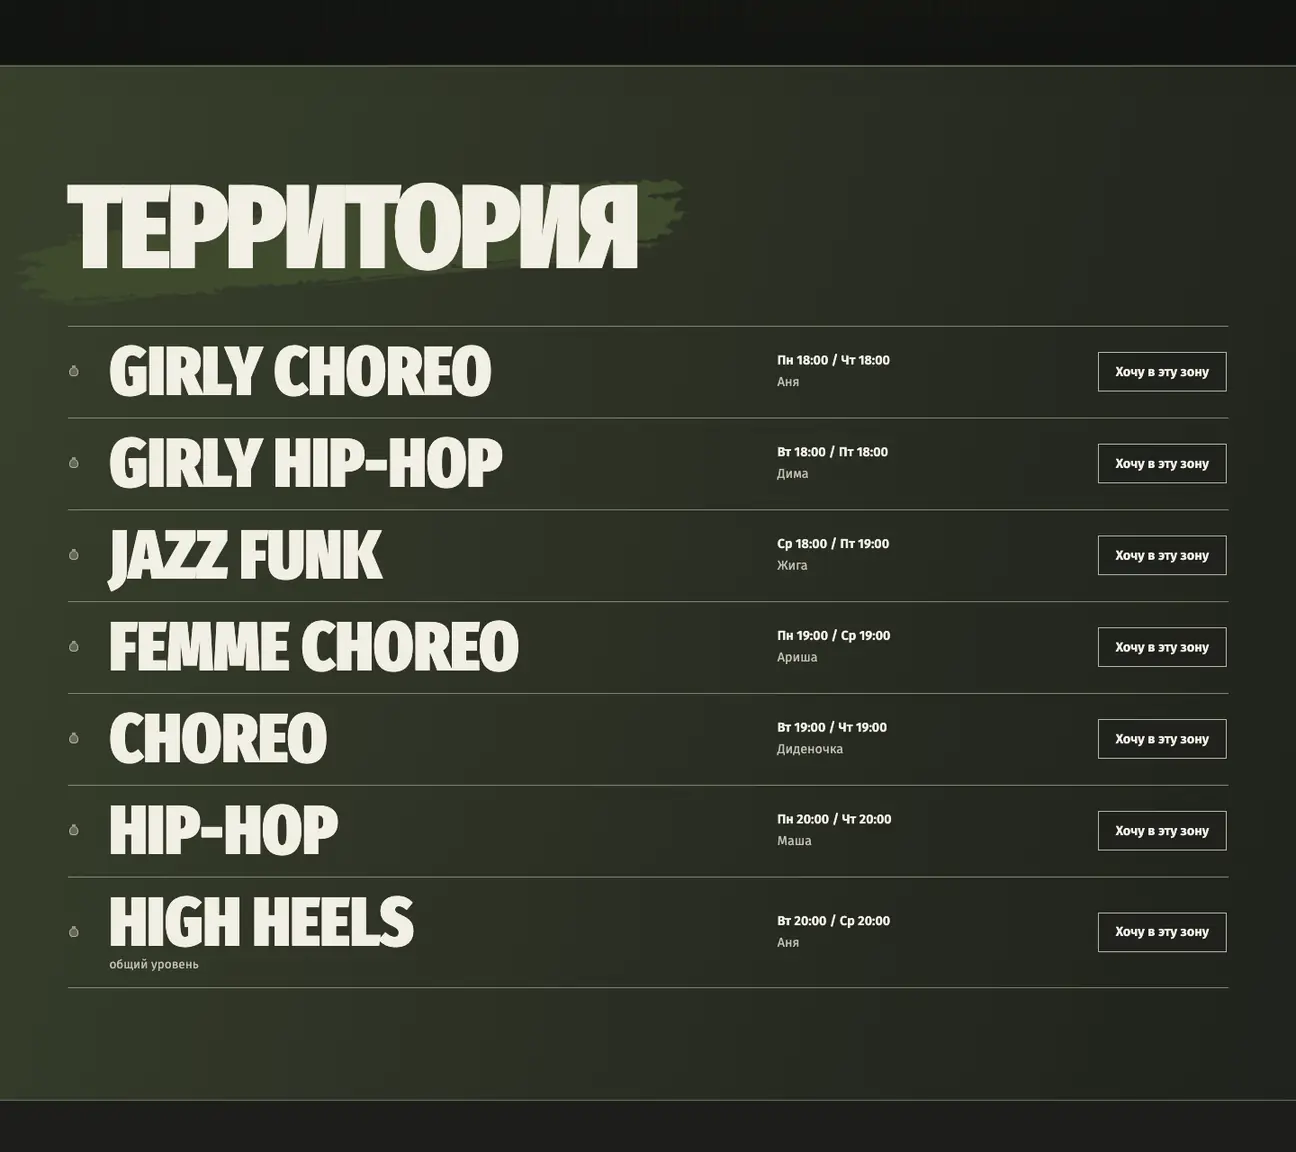 ТЕРРИТОРИЯ
GIRLY CHOREO
Пн 18:00 / Чт 18:00
Аня
Хочу в эту зону
GIRLY HIP-HOP
Вт 18:00 / Пт 18:00
Дима
Хочу в эту зону
JAZZ FUNK
Ср 18:00 / Пт 19:00
Жига
Хочу в эту зону
FEMME CHOREO
Пн 19:00 / Ср 19:00
Ариша
Хочу в эту зону
CHOREO
Вт 19:00 / Чт 19:00
Диденочка
Хочу в эту зону
HIP-HOP
Пн 20:00 / Чт 20:00
Маша
Хочу в эту зону
HIGH HEELS
общий уровень
Вт 20:00 / Ср 20:00
Аня
Хочу в эту зону